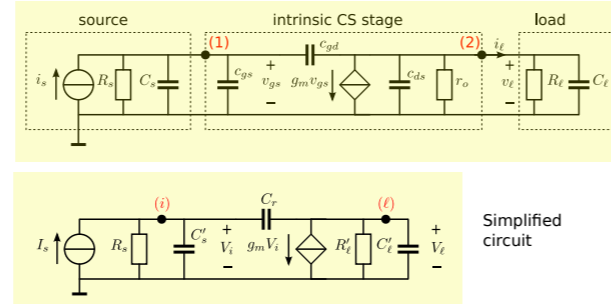 source intrinsic CS stage load
(1) c_gd (2) i_ℓ
i_s R_s C_s c_gs + v_gs − g_m v_gs c_ds r_o + v_ℓ − R_ℓ C_ℓ
(i) C_r (ℓ)
I_s R_s C′_s + V_i − g_m V_i R′_ℓ C′_ℓ + V_ℓ −
Simplified
circuit